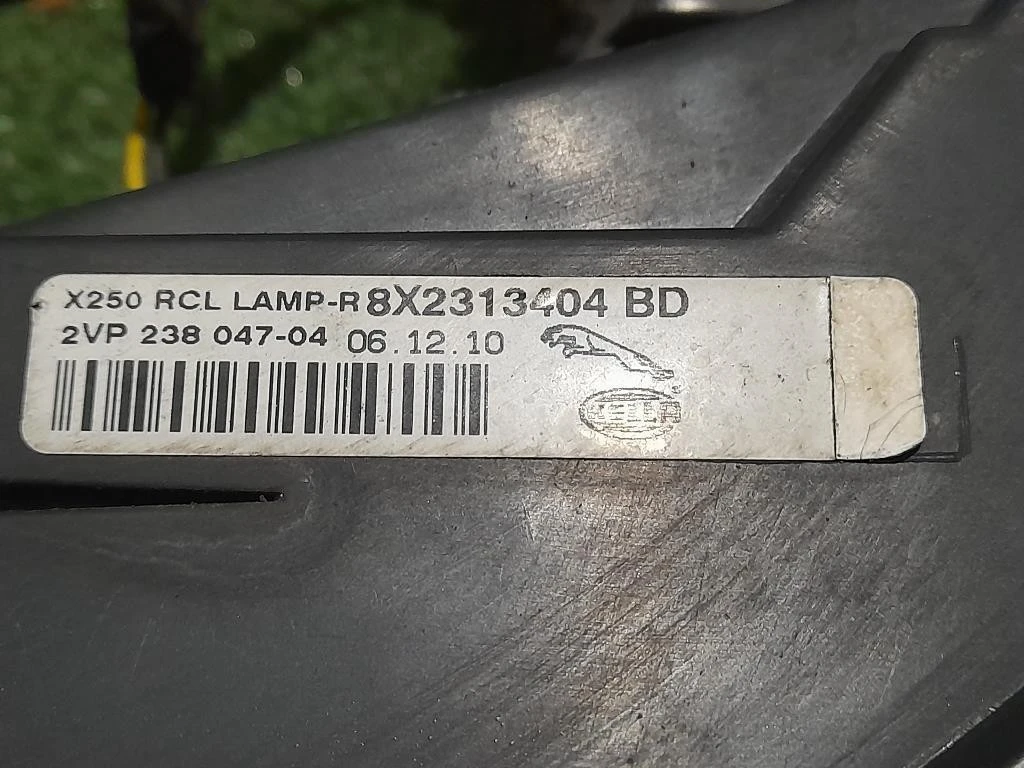 X250 RCL LAMP-R 8X2313404 BD
2VP 238 047-04 06.12.10
HELLA